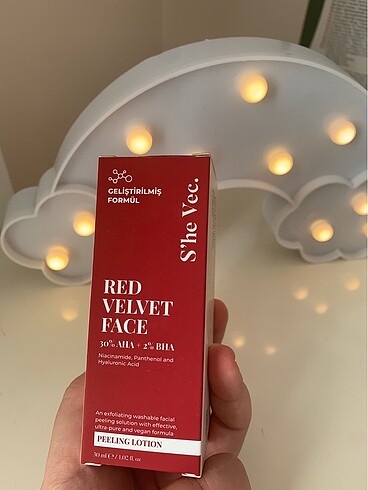 GELİŞTİRİLMİŞ
FORMÜL
S'he Vec.
RED
VELVET
FACE
30% AHA + 2% BHA
Niacinamide, Panthenol and
Hyaluronic Acid
An exfoliating washable facial
peeling solution with effective,
ultra-pure and vegan formula
PEELING LOTION
30 ml ℮ / 1.02 fl. oz